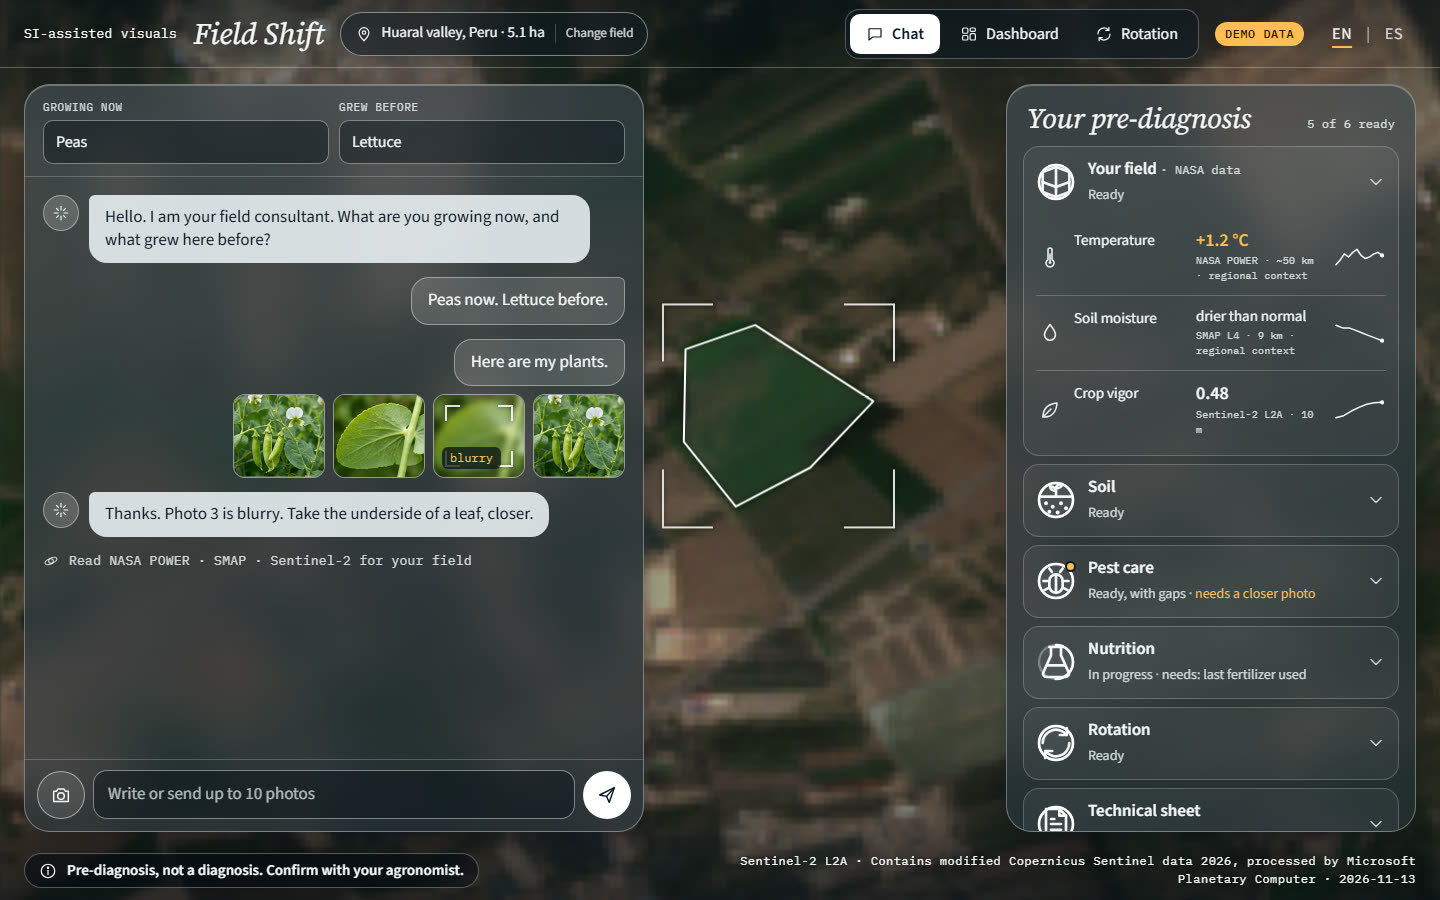 SI-assisted visuals
Field Shift
Huaral valley, Peru · 5.1 ha
Change field
Chat
Dashboard
Rotation
DEMO DATA
EN | ES
GROWING NOW
GREW BEFORE
Peas
Lettuce
Hello. I am your field consultant. What are you growing now, and
what grew here before?
Peas now. Lettuce before.
Here are my plants.
blurry
Thanks. Photo 3 is blurry. Take the underside of a leaf, closer.
Read NASA POWER · SMAP · Sentinel-2 for your field
Write or send up to 10 photos
Pre-diagnosis, not a diagnosis. Confirm with your agronomist.
Your pre-diagnosis
5 of 6 ready
Your field · NASA data
Ready
Temperature
+1.2 °C
NASA POWER · ~50 km
· regional context
Soil moisture
drier than normal
SMAP L4 · 9 km ·
regional context
Crop vigor
0.48
Sentinel-2 L2A · 10
m
Soil
Ready
Pest care
Ready, with gaps · needs a closer photo
Nutrition
In progress · needs: last fertilizer used
Rotation
Ready
Technical sheet
Sentinel-2 L2A · Contains modified Copernicus Sentinel data 2026, processed by Microsoft
Planetary Computer · 2026-11-13